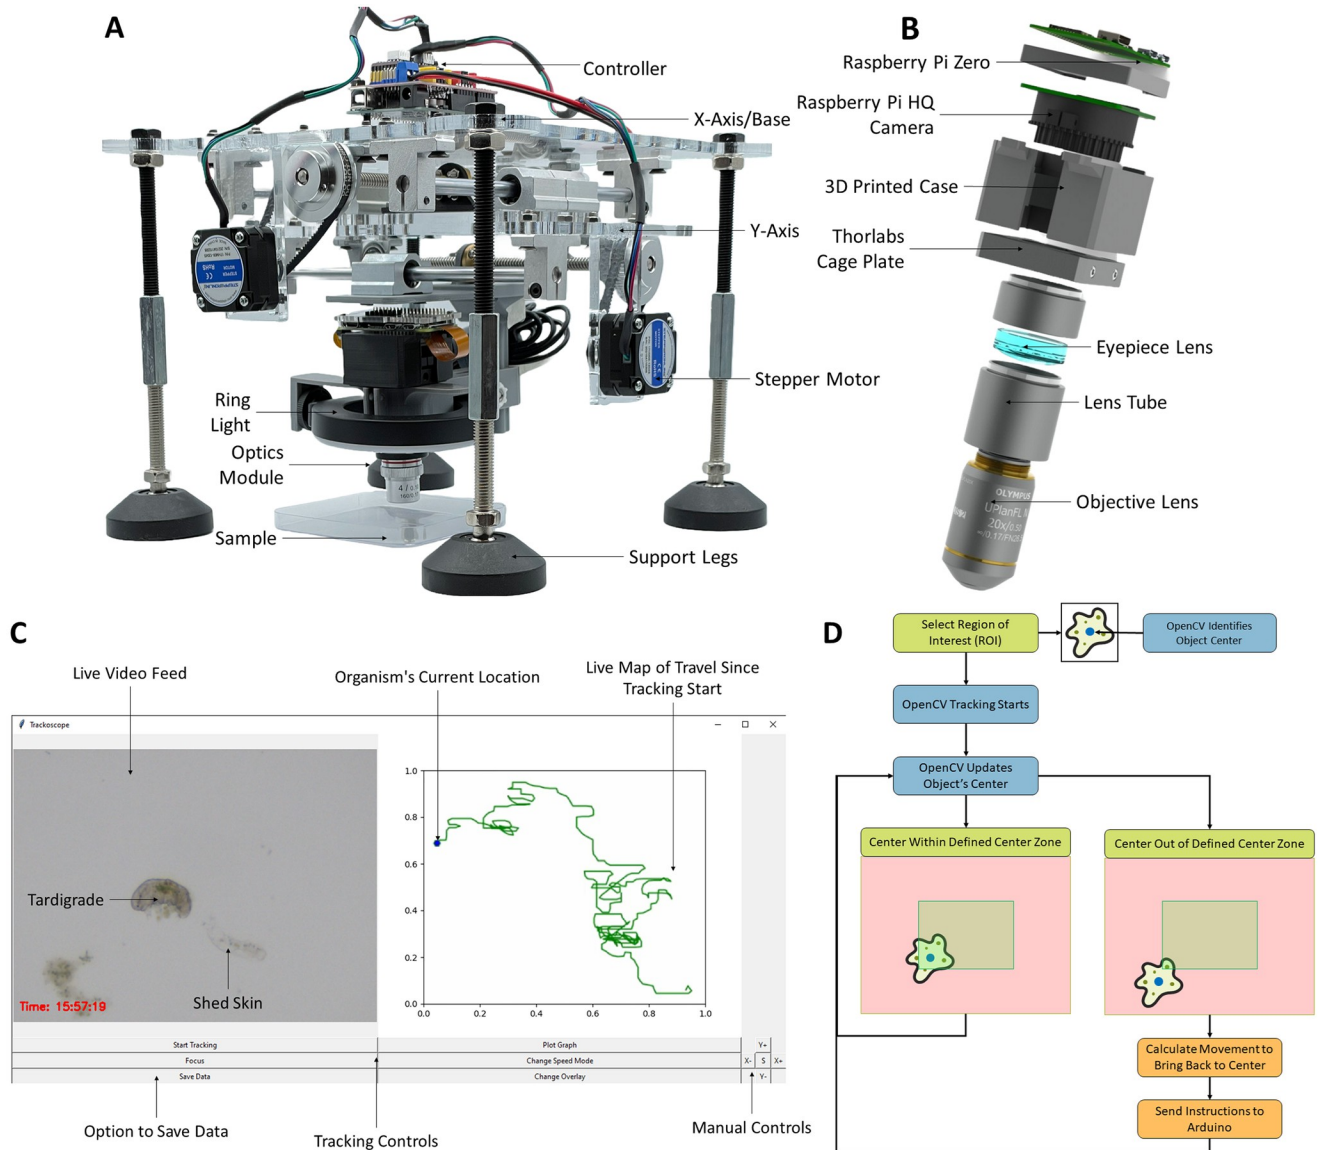 A
Controller
X-Axis/Base
Y-Axis
Stepper Motor
Ring
Light
Optics
Module
4 / 0.10
Sample
Support Legs
B
Raspberry Pi Zero
Raspberry Pi HQ
Camera
3D Printed Case
Thorlabs
Cage Plate
Eyepiece Lens
Lens Tube
Objective Lens
OLYMPUS
UPlanFL N
20x/0.50
C
Live Video Feed
Organism's Current Location
Live Map of Travel Since
Tracking Start
Trackoscope
Tardigrade
Shed Skin
Time: 15:57:19
1.0
0.8
0.6
0.4
0.2
0.0
0.0 0.2 0.4 0.6 0.8 1.0
Start Tracking Plot Graph Y+
Focus Change Speed Mode X- S X+
Save Data Change Overlay Y-
Option to Save Data
Tracking Controls
Manual Controls
D
Select Region of
Interest (ROI)
OpenCV Identifies
Object Center
OpenCV Tracking Starts
OpenCV Updates
Object's Center
Center Within Defined Center Zone
Center Out of Defined Center Zone
Calculate Movement to
Bring Back to Center
Send Instructions to
Arduino